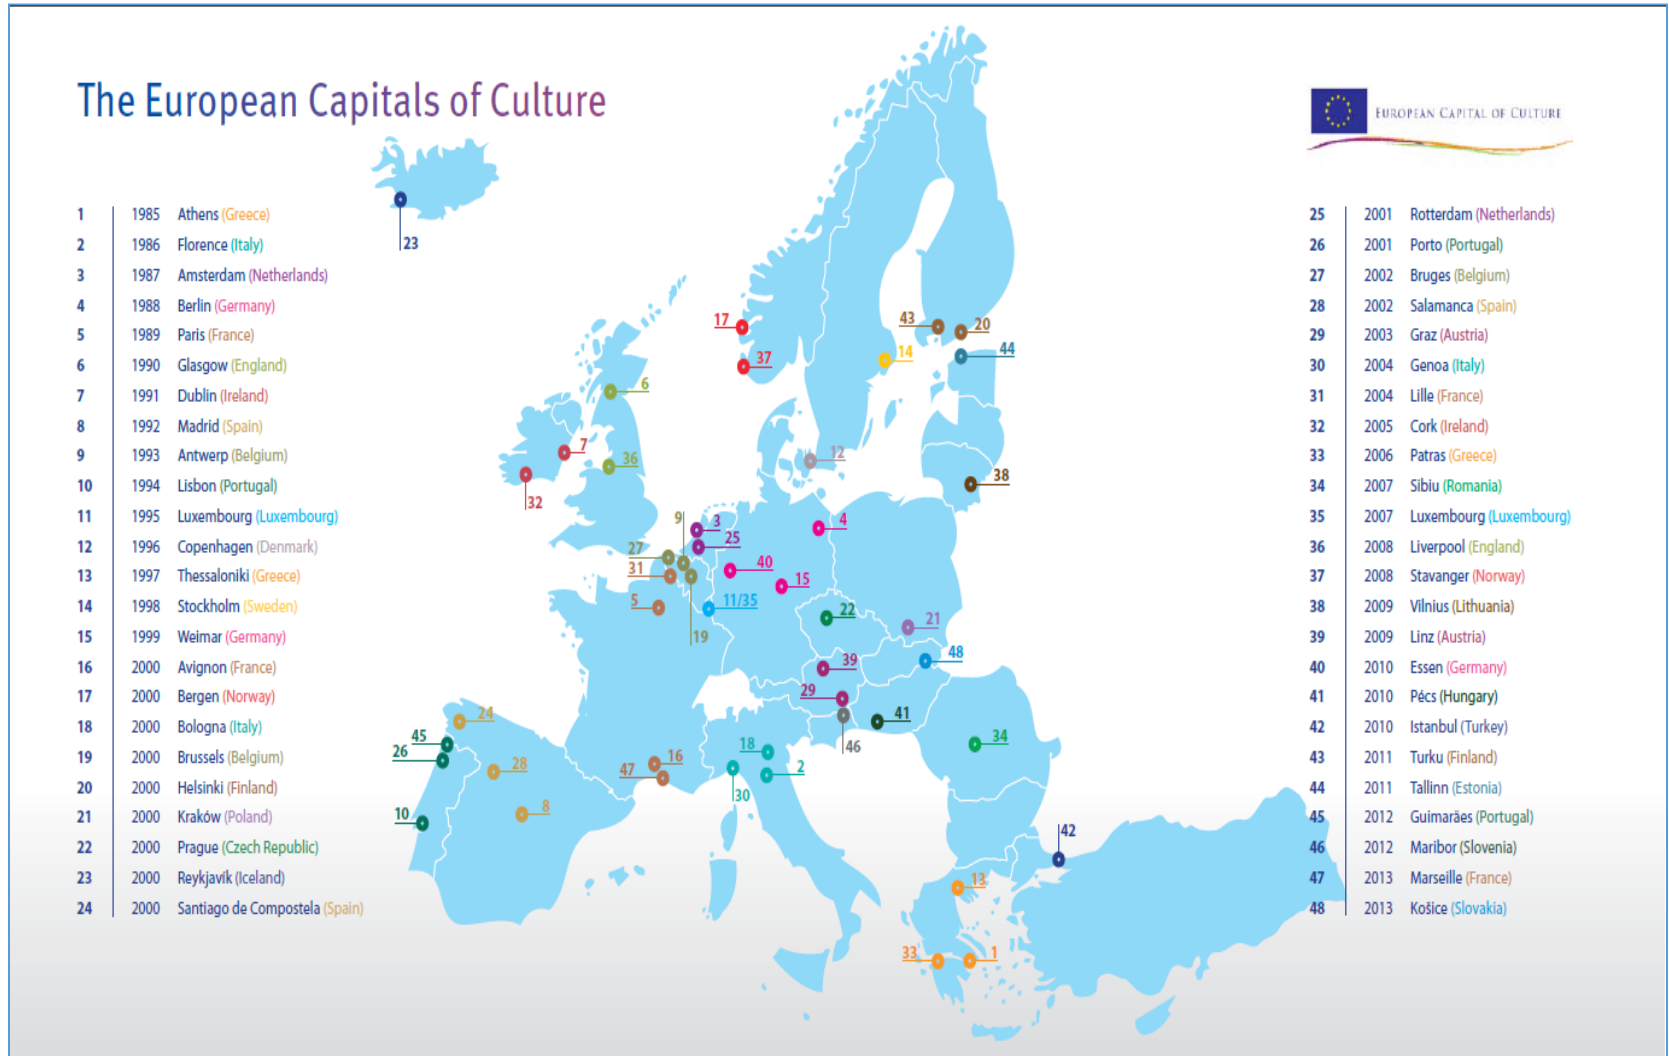 The European Capitals of Culture
EUROPEAN CAPITAL OF CULTURE
1 1985 Athens (Greece)
2 1986 Florence (Italy)
3 1987 Amsterdam (Netherlands)
4 1988 Berlin (Germany)
5 1989 Paris (France)
6 1990 Glasgow (England)
7 1991 Dublin (Ireland)
8 1992 Madrid (Spain)
9 1993 Antwerp (Belgium)
10 1994 Lisbon (Portugal)
11 1995 Luxembourg (Luxembourg)
12 1996 Copenhagen (Denmark)
13 1997 Thessaloniki (Greece)
14 1998 Stockholm (Sweden)
15 1999 Weimar (Germany)
16 2000 Avignon (France)
17 2000 Bergen (Norway)
18 2000 Bologna (Italy)
19 2000 Brussels (Belgium)
20 2000 Helsinki (Finland)
21 2000 Kraków (Poland)
22 2000 Prague (Czech Republic)
23 2000 Reykjavík (Iceland)
24 2000 Santiago de Compostela (Spain)
23
17
37
43
20
14
44
6
7
36
32
12
38
9
3
4
25
27
40
31
15
5
11/35
22
21
19
39
48
29
24
41
45
46
26
18
34
16
28
47
2
30
8
10
42
13
33
1
25 2001 Rotterdam (Netherlands)
26 2001 Porto (Portugal)
27 2002 Bruges (Belgium)
28 2002 Salamanca (Spain)
29 2003 Graz (Austria)
30 2004 Genoa (Italy)
31 2004 Lille (France)
32 2005 Cork (Ireland)
33 2006 Patras (Greece)
34 2007 Sibiu (Romania)
35 2007 Luxembourg (Luxembourg)
36 2008 Liverpool (England)
37 2008 Stavanger (Norway)
38 2009 Vilnius (Lithuania)
39 2009 Linz (Austria)
40 2010 Essen (Germany)
41 2010 Pécs (Hungary)
42 2010 Istanbul (Turkey)
43 2011 Turku (Finland)
44 2011 Tallinn (Estonia)
45 2012 Guimarães (Portugal)
46 2012 Maribor (Slovenia)
47 2013 Marseille (France)
48 2013 Košice (Slovakia)